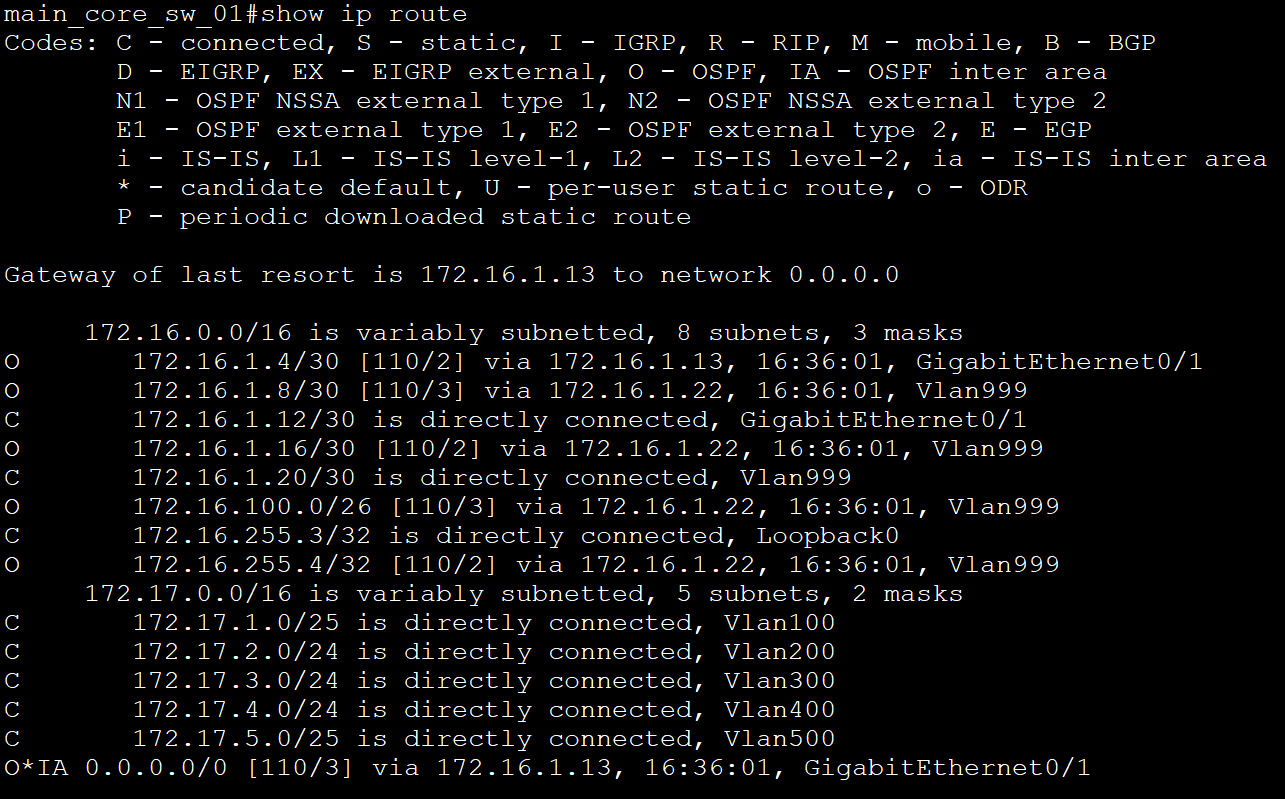 main_core_sw_01#show ip route
Codes: C - connected, S - static, I - IGRP, R - RIP, M - mobile, B - BGP
       D - EIGRP, EX - EIGRP external, O - OSPF, IA - OSPF inter area
       N1 - OSPF NSSA external type 1, N2 - OSPF NSSA external type 2
       E1 - OSPF external type 1, E2 - OSPF external type 2, E - EGP
       i - IS-IS, L1 - IS-IS level-1, L2 - IS-IS level-2, ia - IS-IS inter area
       * - candidate default, U - per-user static route, o - ODR
       P - periodic downloaded static route
Gateway of last resort is 172.16.1.13 to network 0.0.0.0
     172.16.0.0/16 is variably subnetted, 8 subnets, 3 masks
O       172.16.1.4/30 [110/2] via 172.16.1.13, 16:36:01, GigabitEthernet0/1
O       172.16.1.8/30 [110/3] via 172.16.1.22, 16:36:01, Vlan999
C       172.16.1.12/30 is directly connected, GigabitEthernet0/1
O       172.16.1.16/30 [110/2] via 172.16.1.22, 16:36:01, Vlan999
C       172.16.1.20/30 is directly connected, Vlan999
O       172.16.100.0/26 [110/3] via 172.16.1.22, 16:36:01, Vlan999
C       172.16.255.3/32 is directly connected, Loopback0
O       172.16.255.4/32 [110/2] via 172.16.1.22, 16:36:01, Vlan999
     172.17.0.0/16 is variably subnetted, 5 subnets, 2 masks
C       172.17.1.0/25 is directly connected, Vlan100
C       172.17.2.0/24 is directly connected, Vlan200
C       172.17.3.0/24 is directly connected, Vlan300
C       172.17.4.0/24 is directly connected, Vlan400
C       172.17.5.0/25 is directly connected, Vlan500
O*IA 0.0.0.0/0 [110/3] via 172.16.1.13, 16:36:01, GigabitEthernet0/1